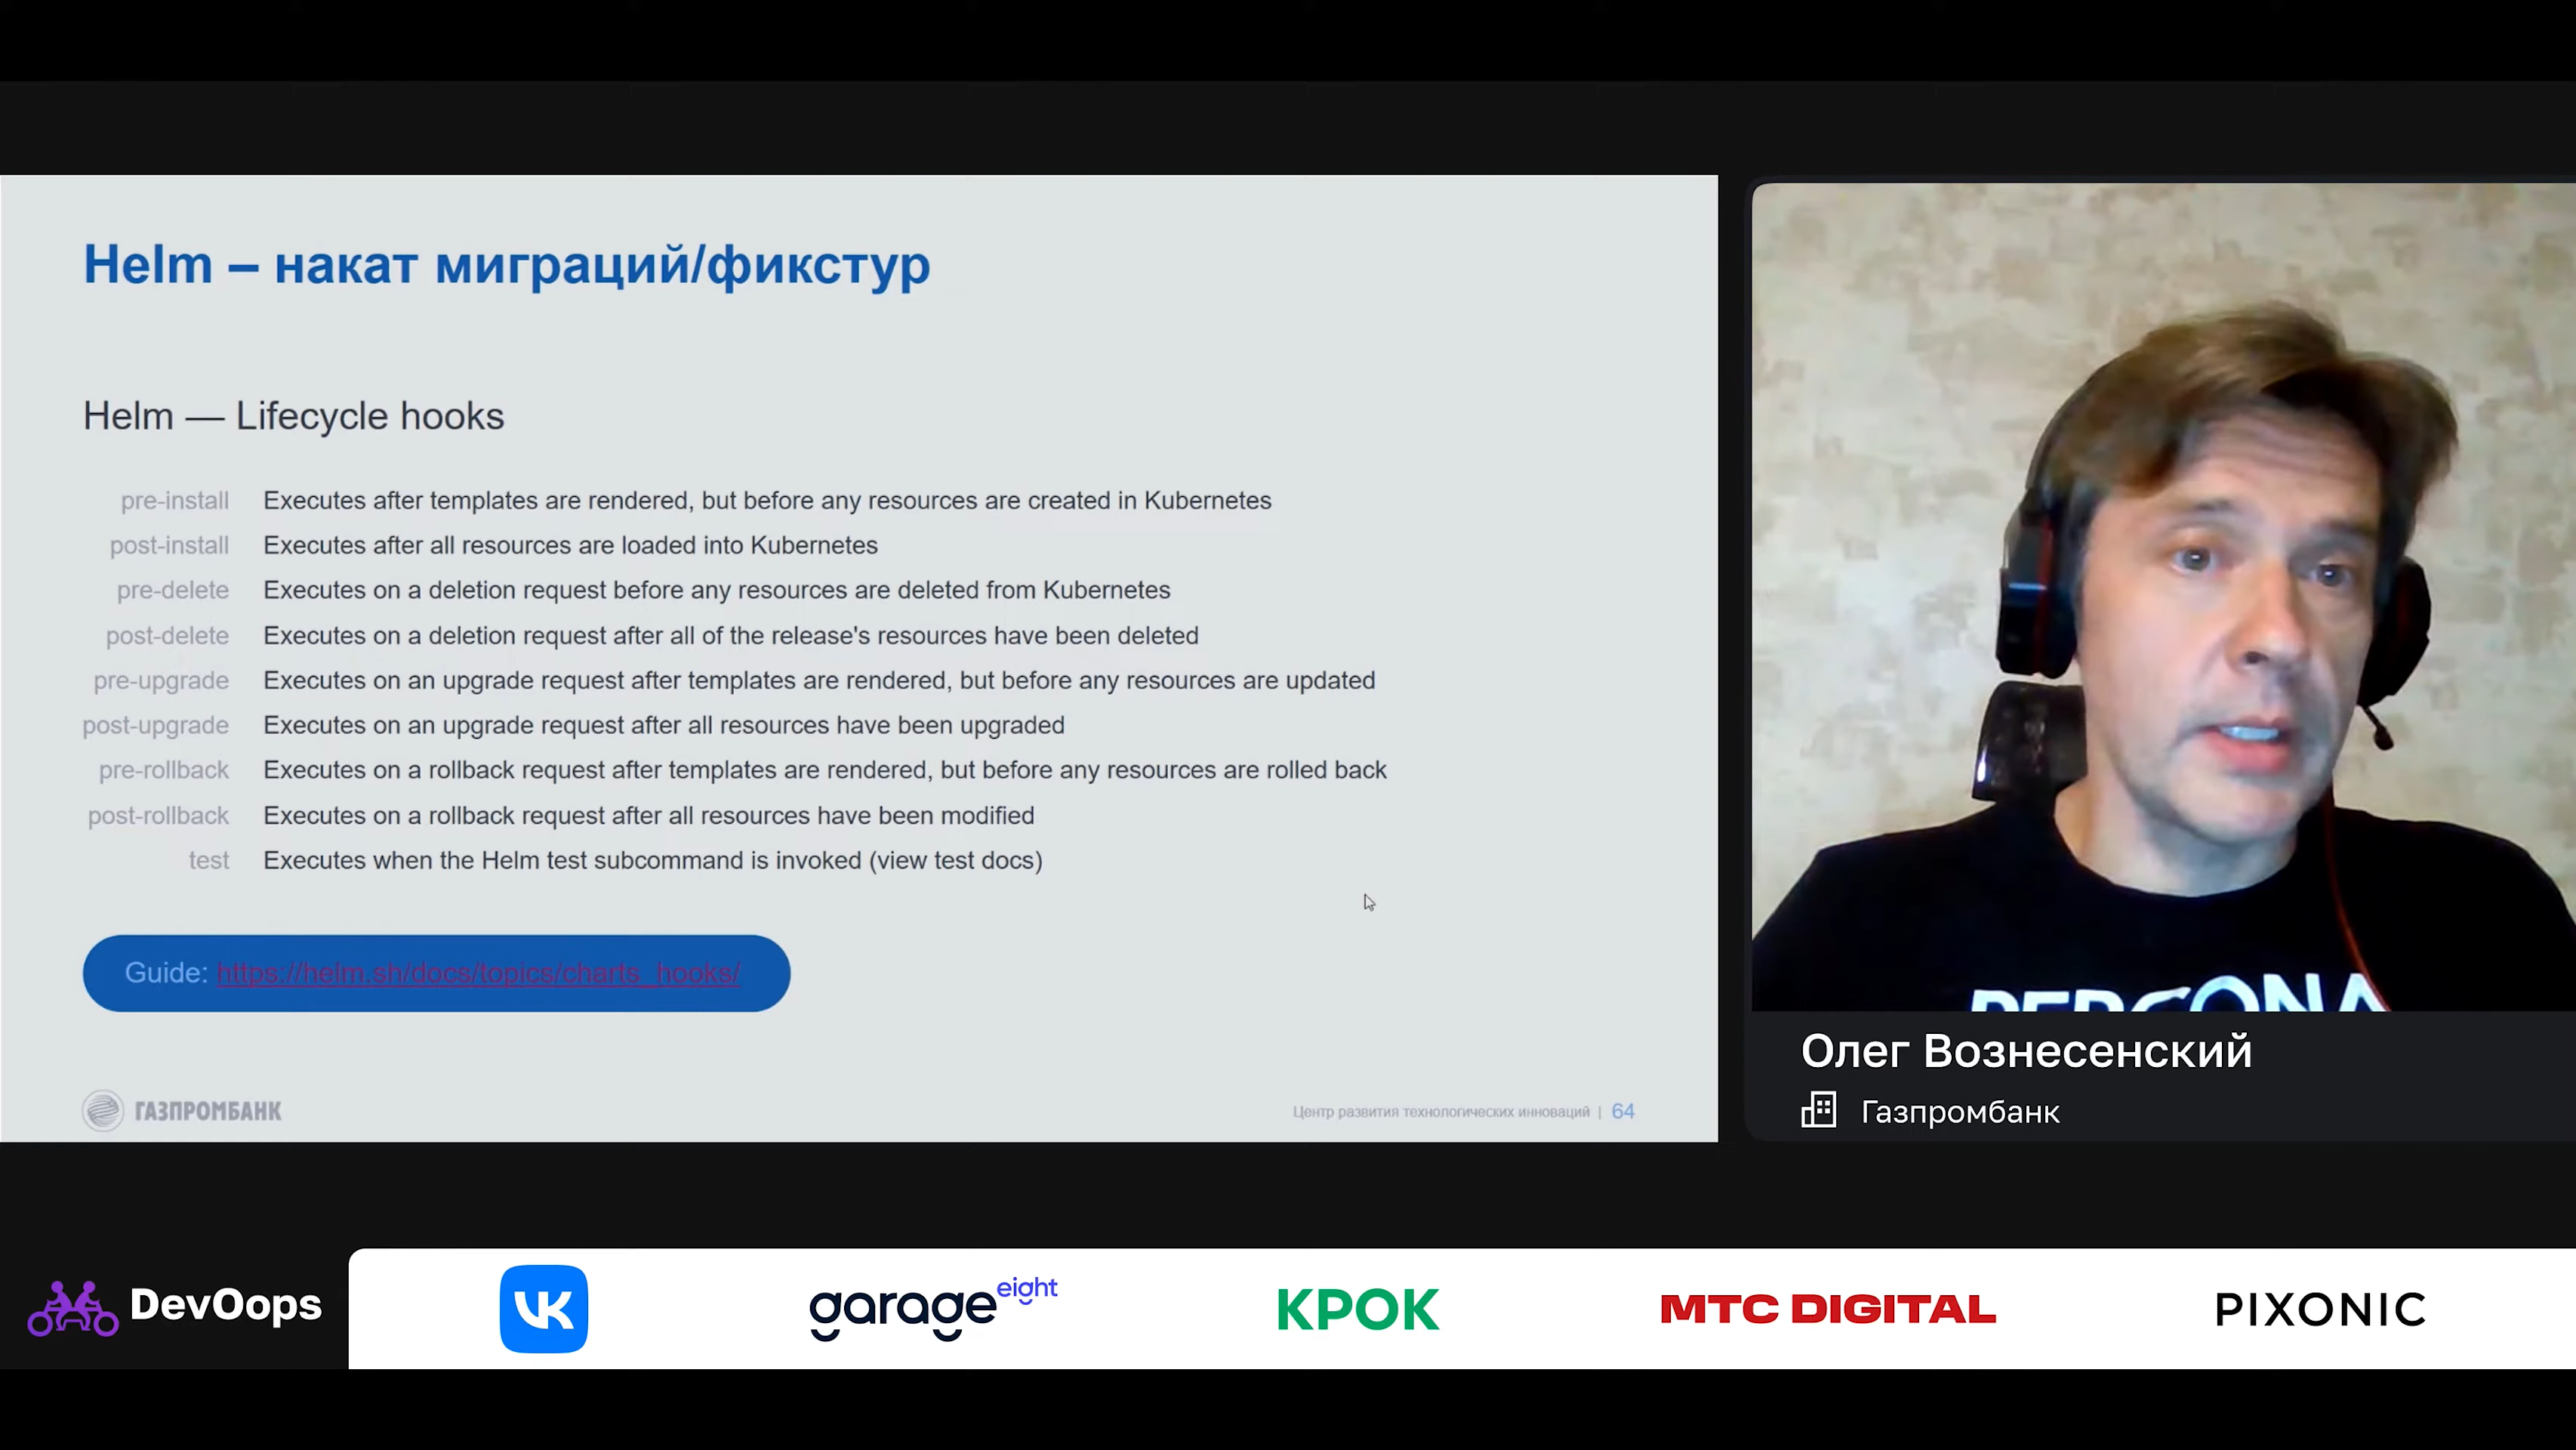 Helm – накат миграций/фикстур
Helm — Lifecycle hooks
pre-install Executes after templates are rendered, but before any resources are created in Kubernetes
post-install Executes after all resources are loaded into Kubernetes
pre-delete Executes on a deletion request before any resources are deleted from Kubernetes
post-delete Executes on a deletion request after all of the release's resources have been deleted
pre-upgrade Executes on an upgrade request after templates are rendered, but before any resources are updated
post-upgrade Executes on an upgrade request after all resources have been upgraded
pre-rollback Executes on a rollback request after templates are rendered, but before any resources are rolled back
post-rollback Executes on a rollback request after all resources have been modified
test Executes when the Helm test subcommand is invoked (view test docs)
Guide: https://helm.sh/docs/topics/charts_hooks/
ГАЗПРОМБАНК
Центр развития технологических инноваций | 64
PERCONA
Олег Вознесенский
Газпромбанк
DevOops
VK
garage eight
КРОК
МТС DIGITAL
PIXONIC